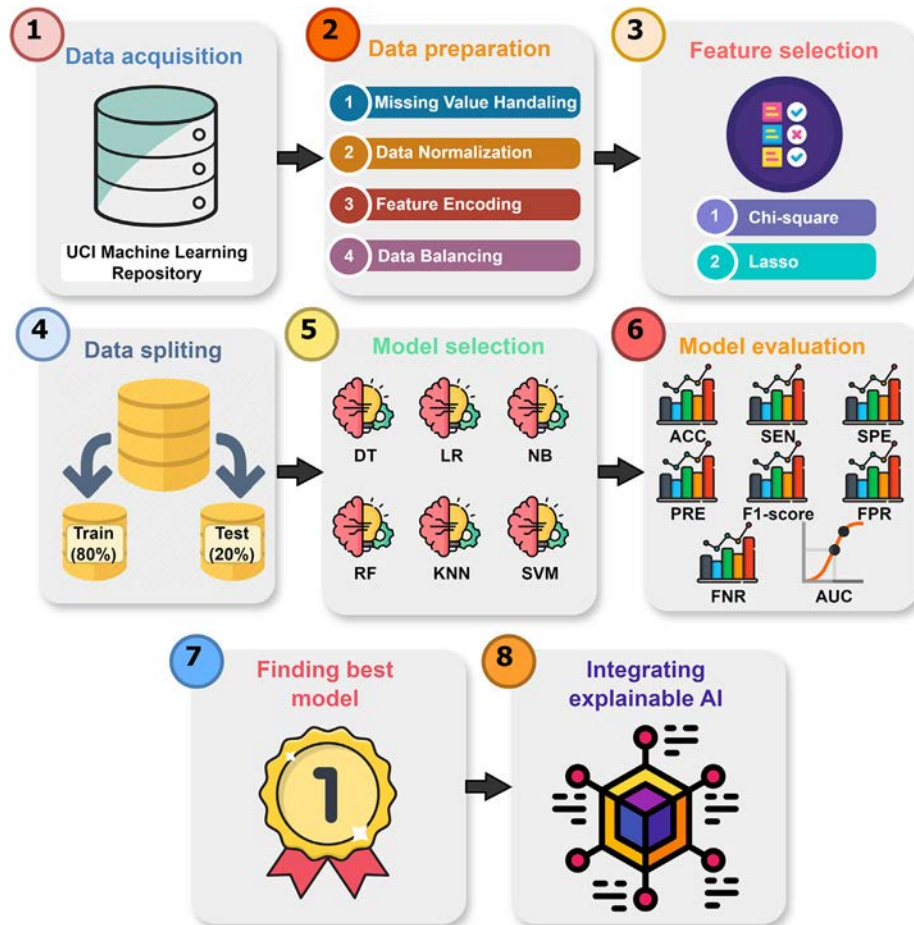 1
Data acquisition
UCI Machine Learning
Repository
2
Data preparation
1 Missing Value Handaling
2 Data Normalization
3 Feature Encoding
4 Data Balancing
3
Feature selection
1 Chi-square
2 Lasso
4
Data spliting
Train
(80%)
Test
(20%)
5
Model selection
DT LR NB
RF KNN SVM
6
Model evaluation
ACC SEN SPE
PRE F1-score FPR
FNR AUC
7
Finding best
model
1
8
Integrating
explainable AI